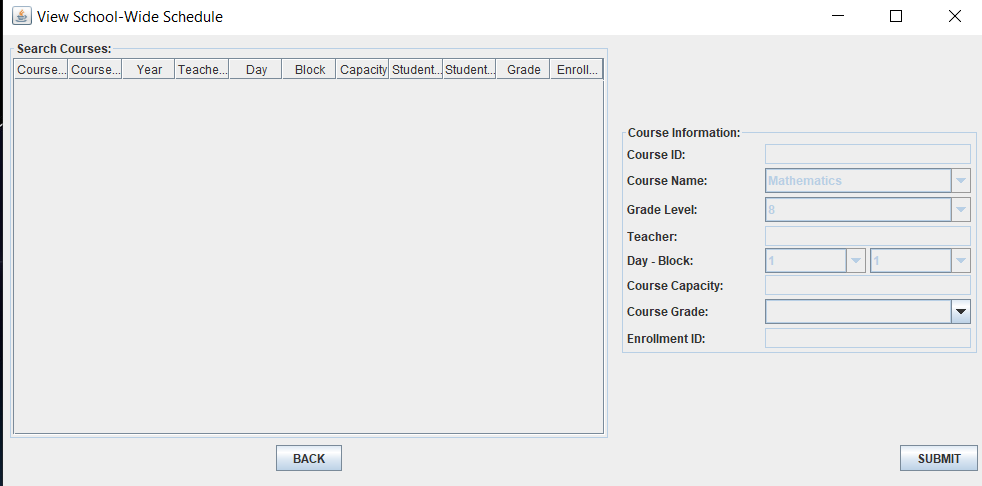 View School-Wide Schedule
Search Courses:
Course... Course... Year Teache... Day Block Capacity Student... Student... Grade Enroll...
Course Information:
Course ID:
Course Name: Mathematics
Grade Level: 8
Teacher:
Day - Block: 1 1
Course Capacity:
Course Grade:
Enrollment ID:
BACK SUBMIT